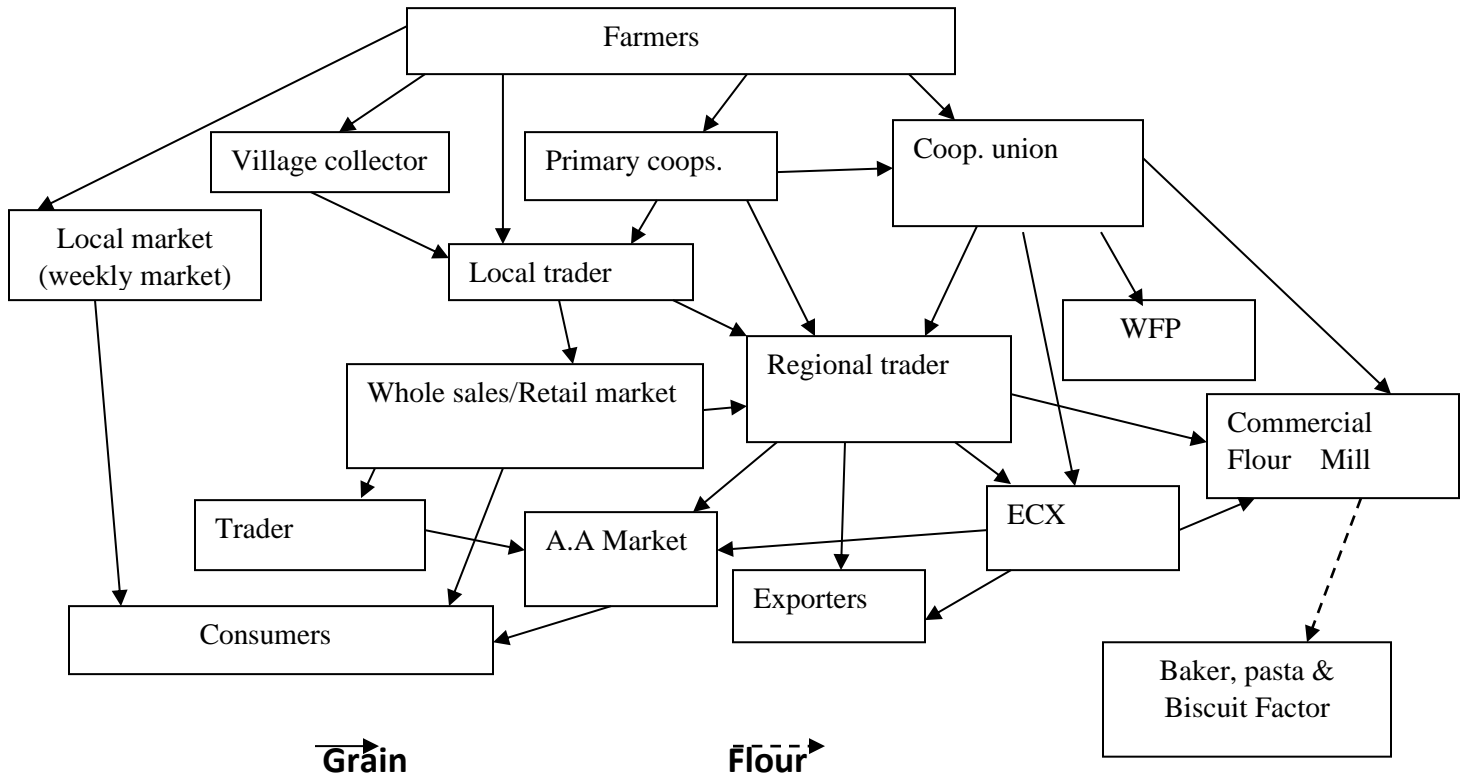 Farmers
Village collector
Primary coops.
Coop. union
Local market
(weekly market)
Local trader
WFP
Regional trader
Whole sales/Retail market
Commercial
Flour Mill
Trader
A.A Market
ECX
Exporters
Consumers
Baker, pasta &
Biscuit Factor
Grain
Flour